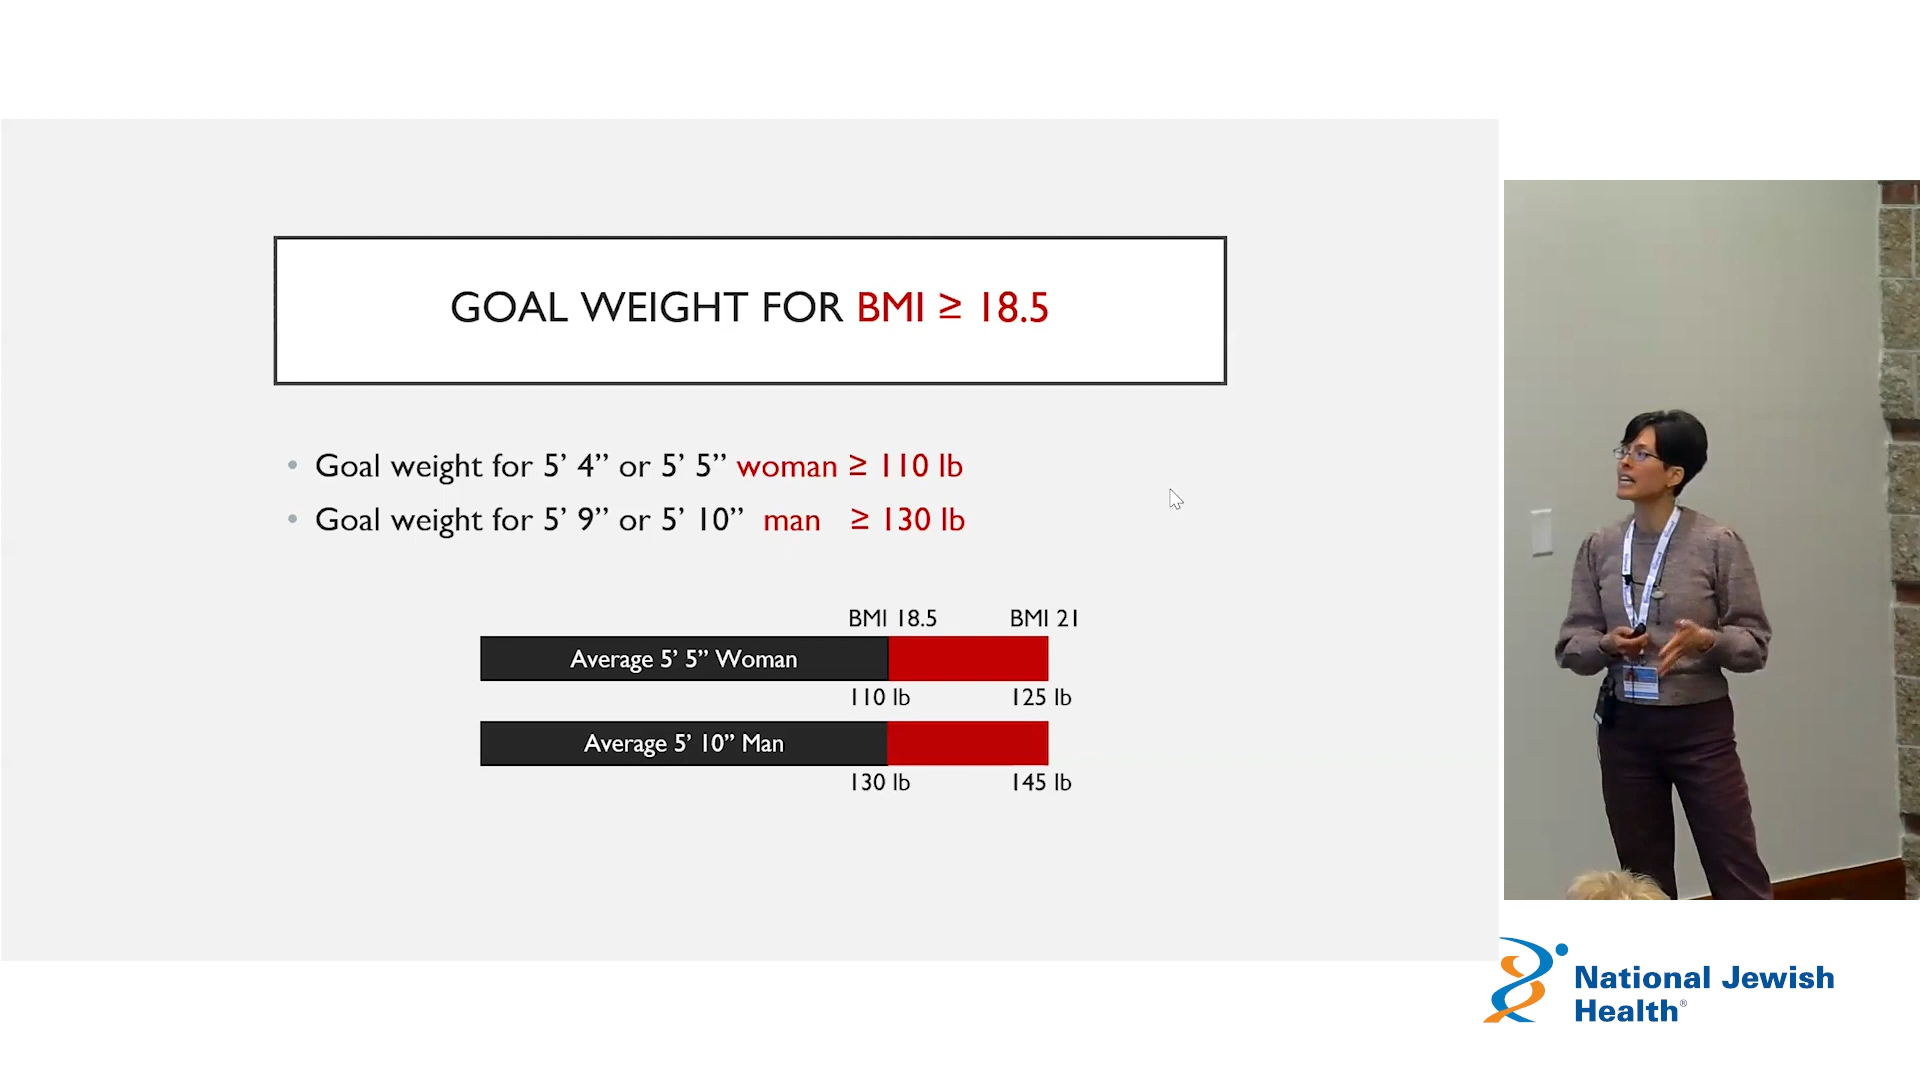 GOAL WEIGHT FOR BMI ≥ 18.5
• Goal weight for 5’ 4” or 5’ 5” woman ≥ 110 lb
• Goal weight for 5’ 9” or 5’ 10” man ≥ 130 lb
BMI 18.5 BMI 21
Average 5’ 5” Woman
110 lb 125 lb
Average 5’ 10” Man
130 lb 145 lb
National Jewish
Health®